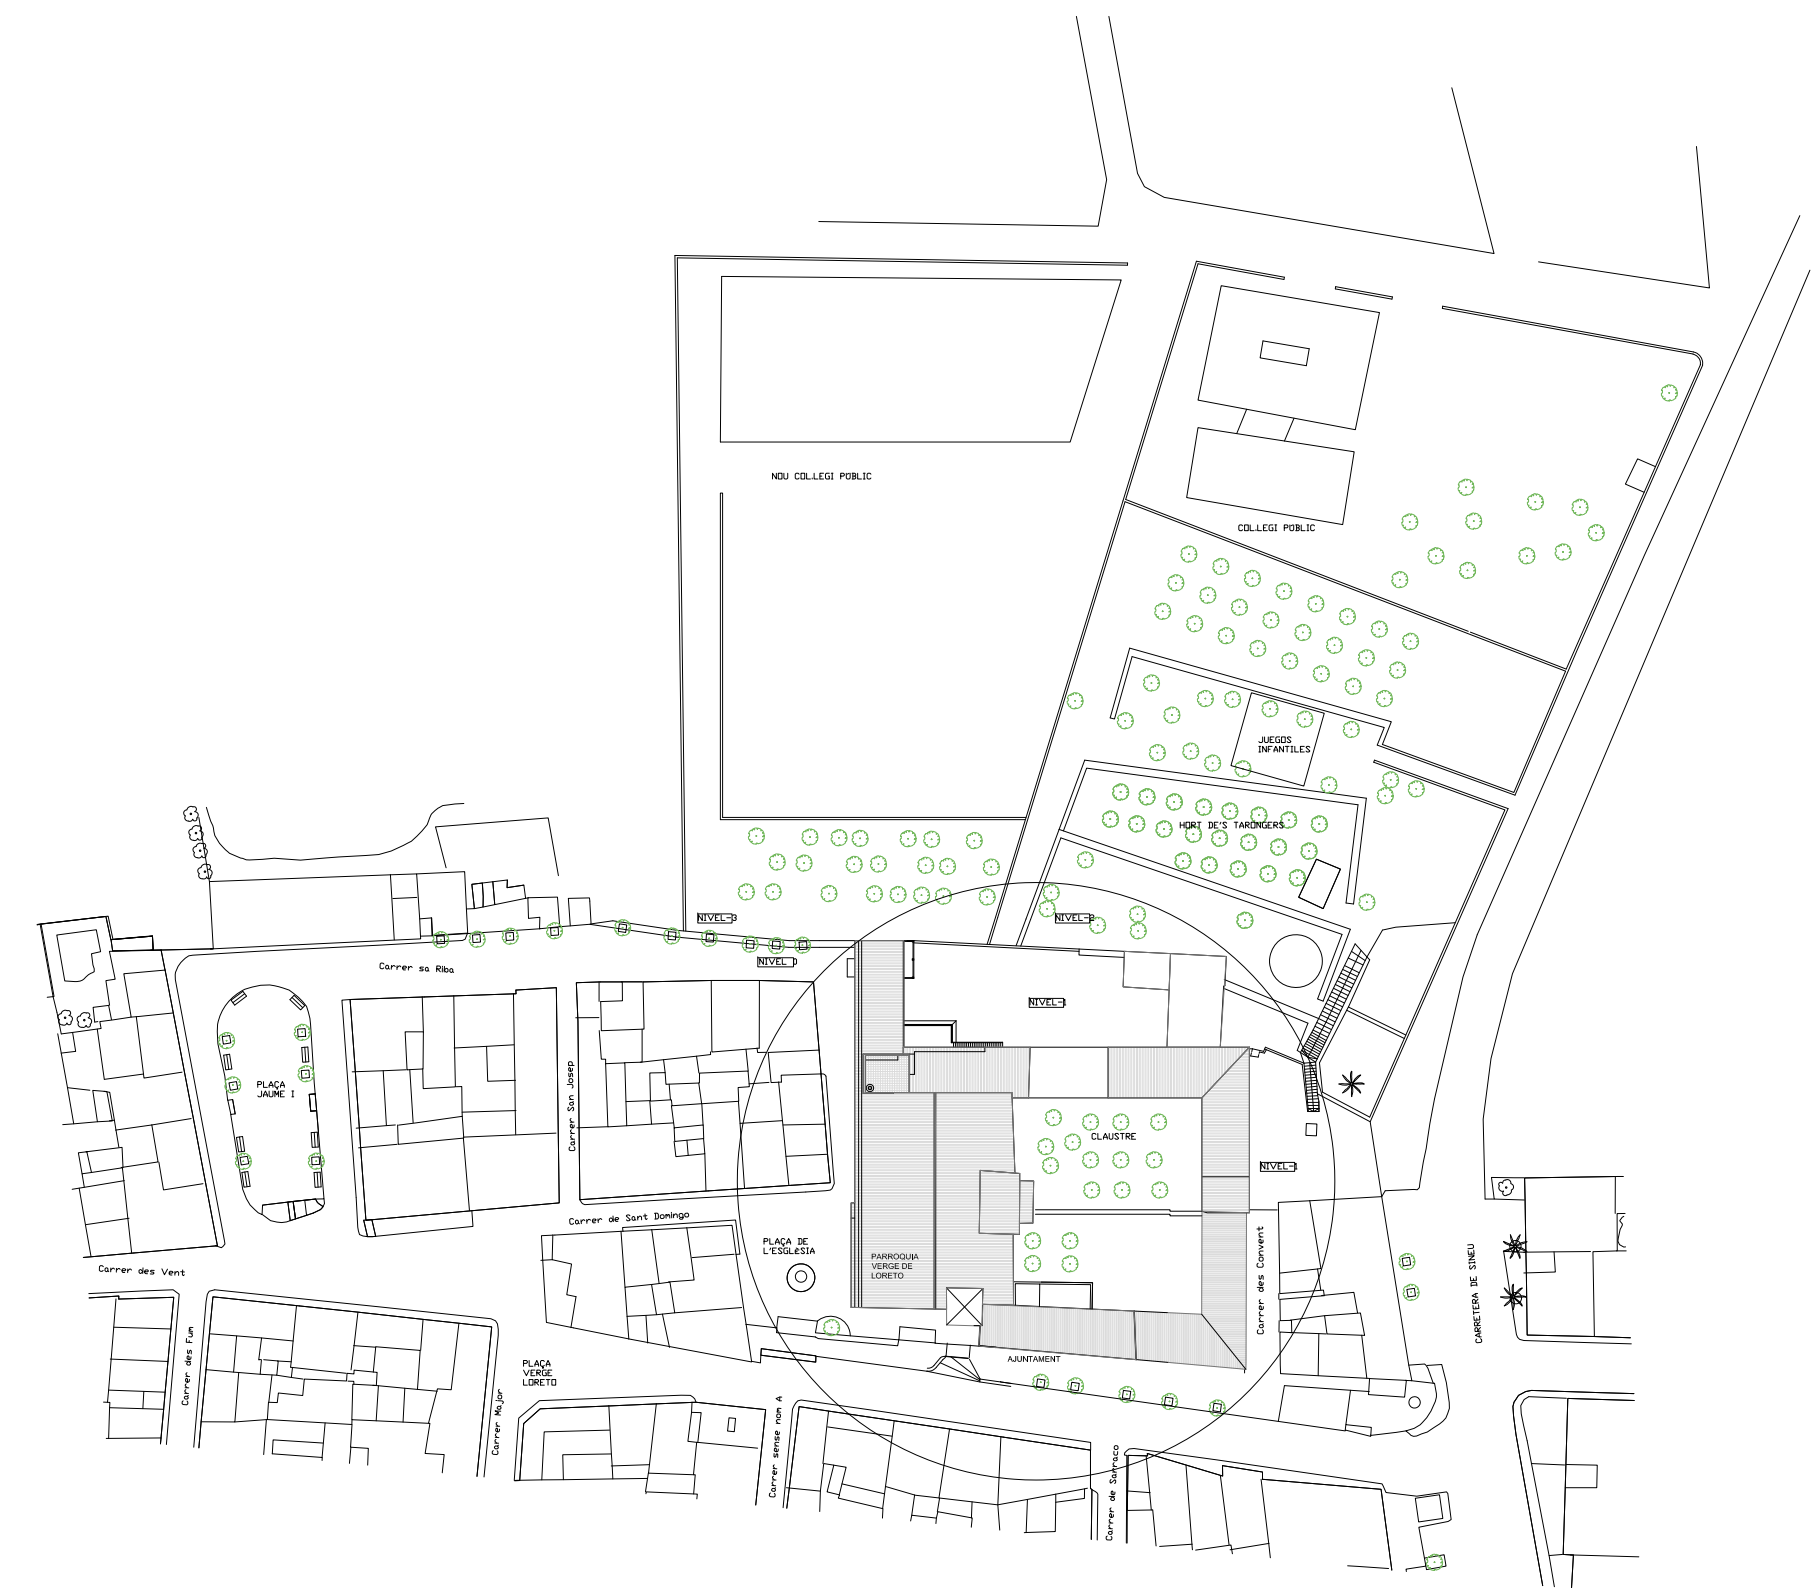 NOU COL.LEGI PÚBLIC
COL.LEGI PÚBLIC
JUEGOS
INFANTILES
HORT DE'S TARONGERS
NIVEL-3
NIVEL-2
NIVEL 0
Carrer sa Riba
NIVEL-1
PLAÇA
JAUME I
Carrer San Josep
CLAUSTRE
NIVEL-1
Carrer de Sant Domingo
PLAÇA DE
L'ESGLÉSIA
PARROQUIA
VERGE DE
LORETO
Carrer des Convent
CARRETERA DE SINEU
Carrer des Vent
Carrer des Fum
PLAÇA
VERGE
LORETO
AJUNTAMENT
Carrer Major
Carrer sense nom A
Carrer de Sarraco